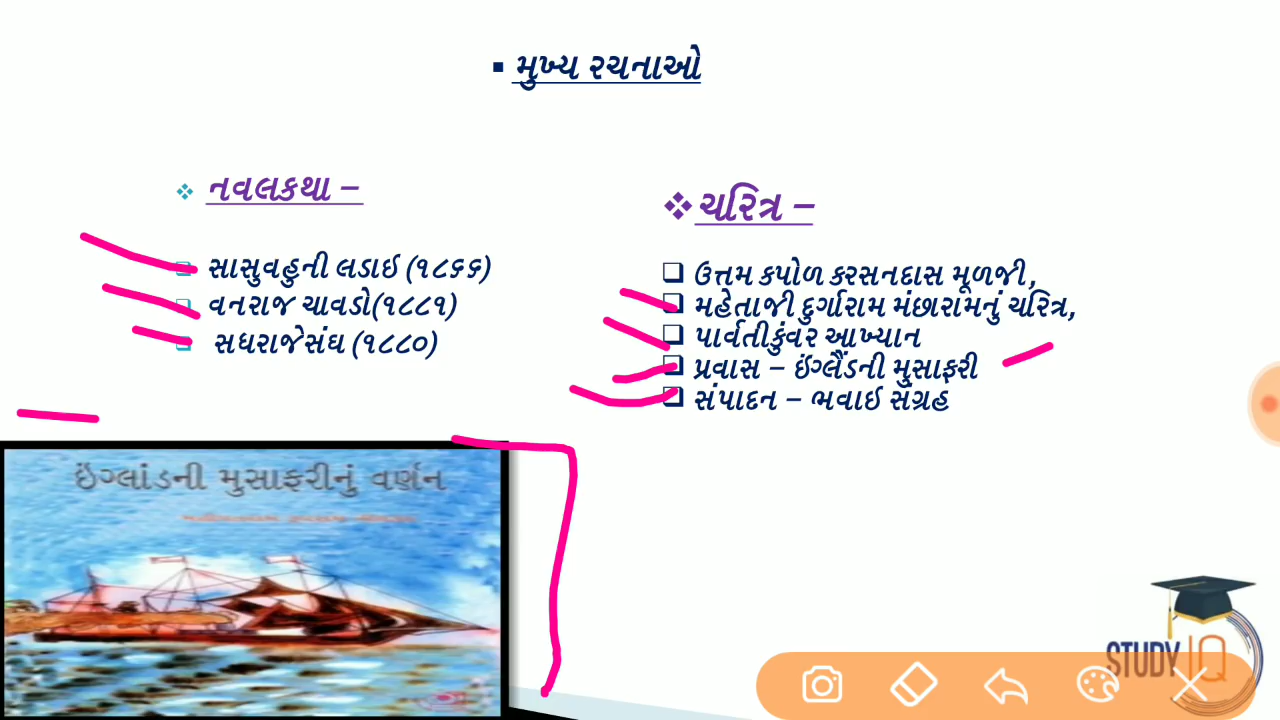 ▪ મુખ્ય રચનાઓ
❖ નવલકથા –
❑ સાસુવહુની લડાઇ (૧૮૬૬)
❑ વનરાજ ચાવડો(૧૮૮૧)
❑ સધરાજેસંઘ (૧૮૮૦)
❖ ચરિત્ર –
❑ ઉત્તમ કપોળ કરસનદાસ મૂળજી,
❑ મહેતાજી દુર્ગારામ મંછારામનું ચરિત્ર,
❑ પાર્વતીકુંવર આખ્યાન
❑ પ્રવાસ – ઇંગ્લૈંડની મુસાફરી
❑ સંપાદન – ભવાઇ સંગ્રહ
ઇંગ્લાંડની મુસાફરીનું વર્ણન
STUDY IQ